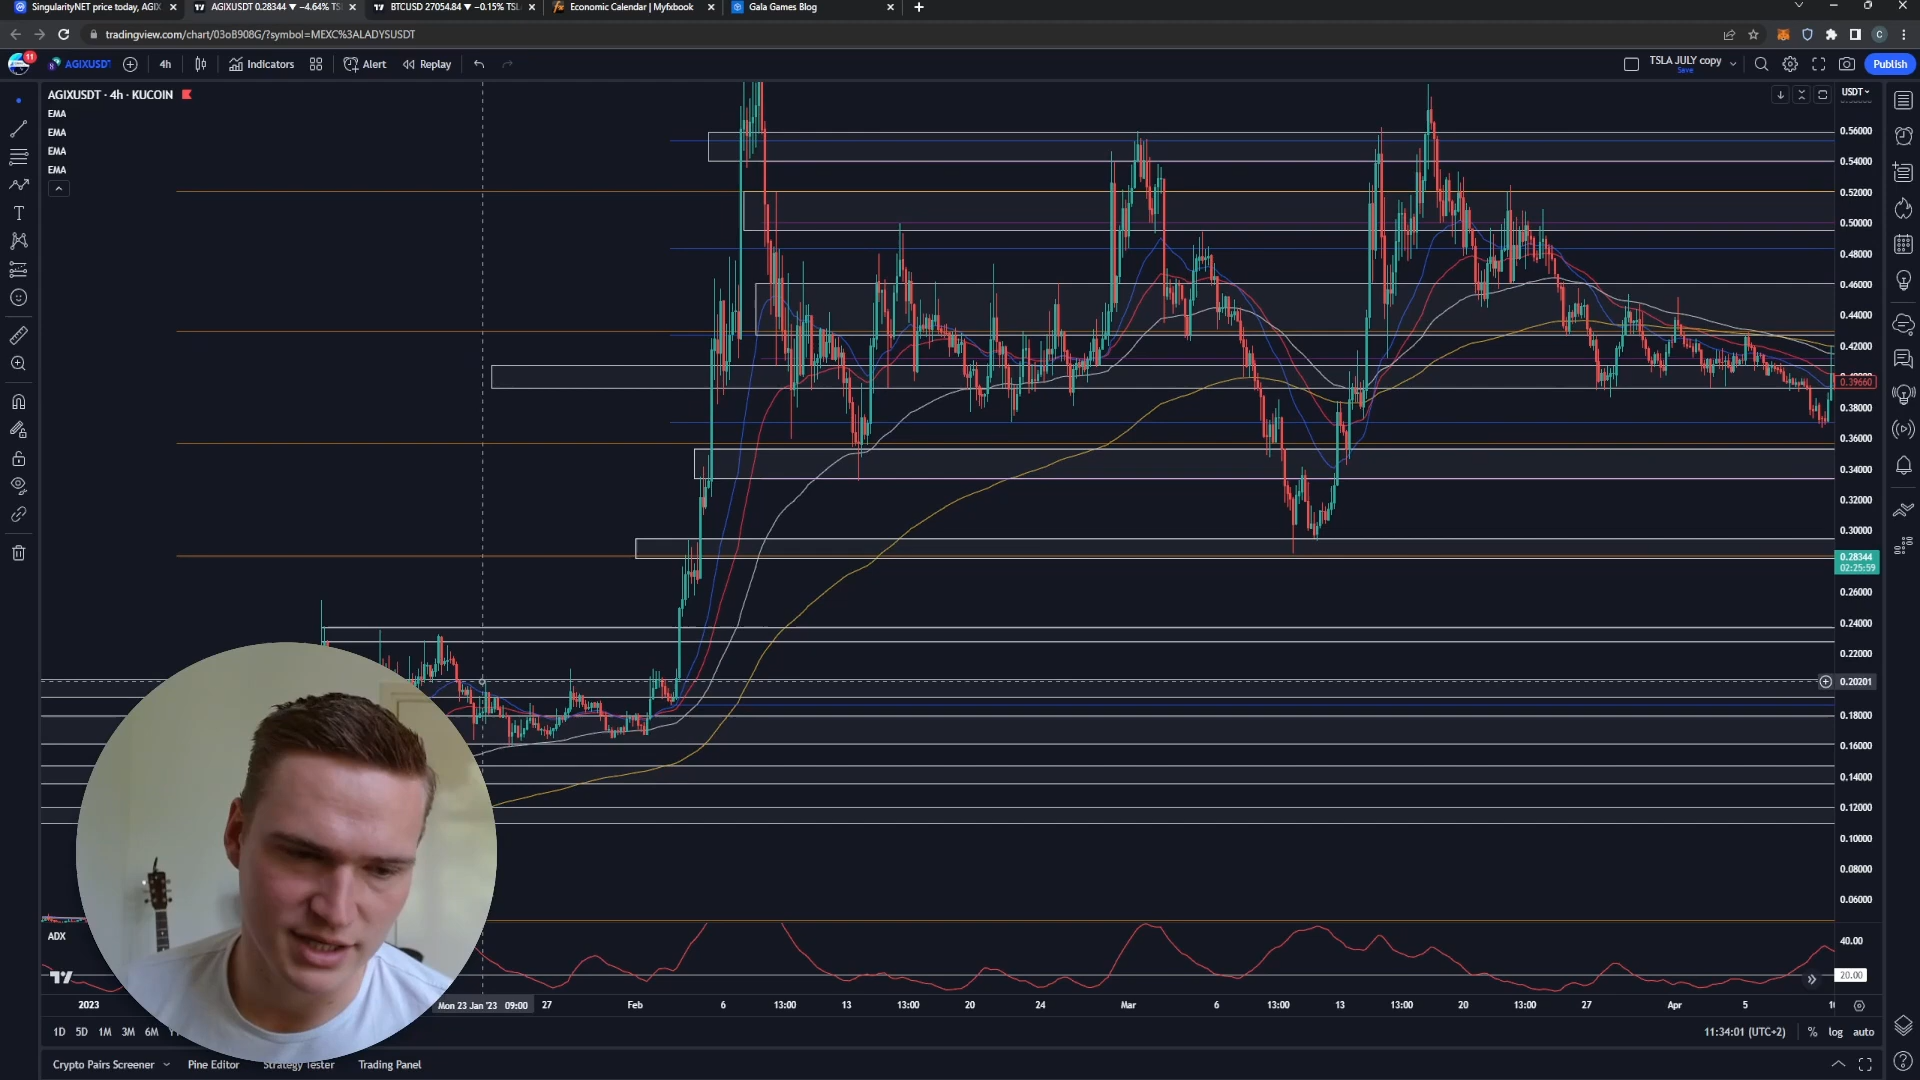 SingularityNET price today, AGIX
AGIXUSDT 0.28344 ▼ −4.64% TSL
BTCUSD 27054.84 ▼ −0.15% TSLA
Economic Calendar | Myfxbook
Gala Games Blog
tradingview.com/chart/03oB908G/?symbol=MEXC%3ALADYSUSDT
11
AGIXUSDT
4h
Indicators
Alert
Replay
TSLA JULY copy
Save
Publish
AGIXUSDT · 4h · KUCOIN
USDT
EMA
EMA
EMA
EMA
0.56000
0.54000
0.52000
0.50000
0.48000
0.46000
0.44000
0.42000
0.39660
0.38000
0.36000
0.34000
0.32000
0.30000
0.28344
02:25:59
0.26000
0.24000
0.22000
0.20201
0.18000
0.16000
0.14000
0.12000
0.10000
0.08000
0.06000
ADX
40.00
20.00
2023
Mon 23 Jan '23 09:00
27
Feb
6
13:00
13
13:00
20
24
Mar
6
13:00
13
13:00
20
13:00
27
Apr
5
1D 5D 1M 3M 6M
11:34:01 (UTC+2)
% log auto
Crypto Pairs Screener
Pine Editor
Strategy Tester
Trading Panel